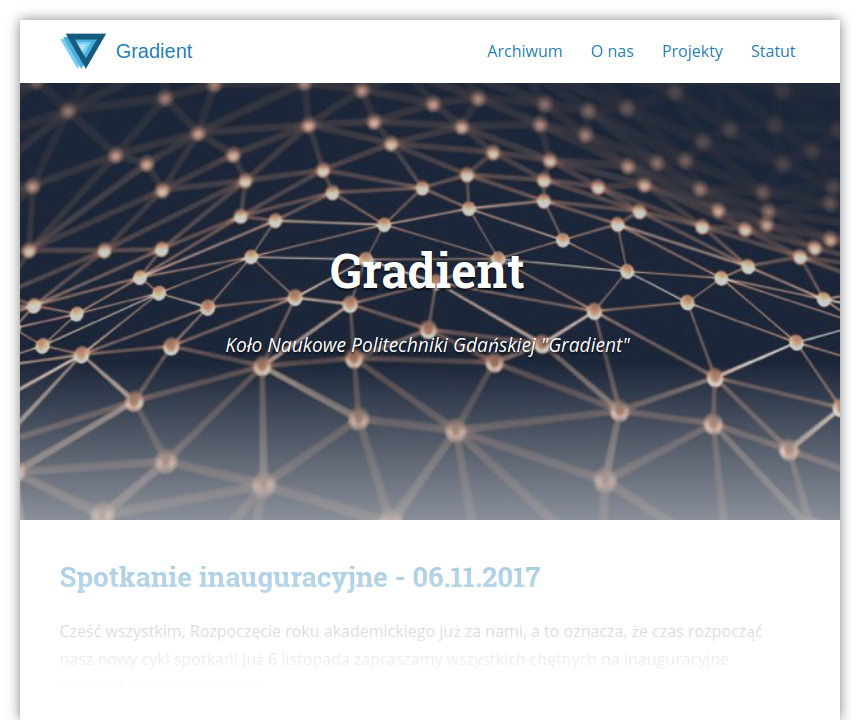 Gradient
Archiwum O nas Projekty Statut
Gradient
Koło Naukowe Politechniki Gdańskiej "Gradient"
Spotkanie inauguracyjne - 06.11.2017
Cześć wszystkim, Rozpoczęcie roku akademickiego już za nami, a to oznacza, że czas rozpocząć
nasz nowy cykl spotkań! Już 6 listopada zapraszamy wszystkich chętnych na inauguracyjne